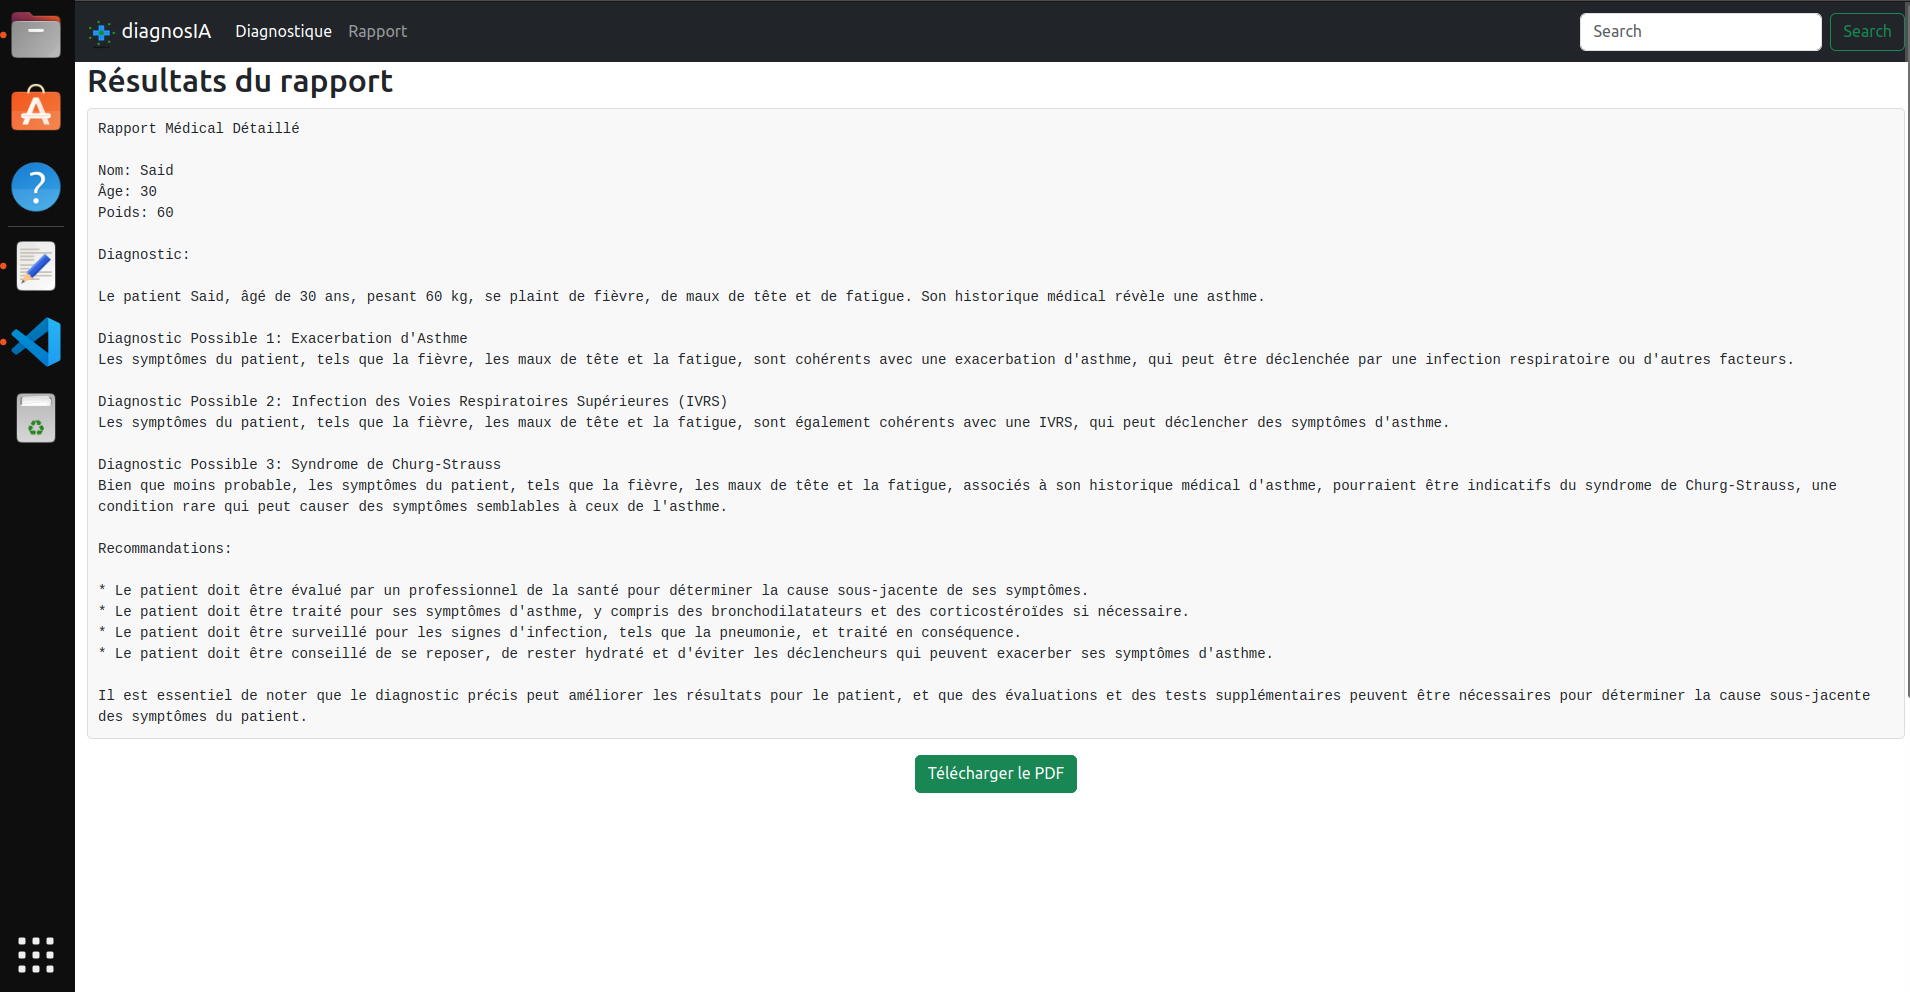 diagnosIA Diagnostique Rapport Search Search
Résultats du rapport
Rapport Médical Détaillé
Nom: Said
Âge: 30
Poids: 60
Diagnostic:
Le patient Said, âgé de 30 ans, pesant 60 kg, se plaint de fièvre, de maux de tête et de fatigue. Son historique médical révèle une asthme.
Diagnostic Possible 1: Exacerbation d'Asthme
Les symptômes du patient, tels que la fièvre, les maux de tête et la fatigue, sont cohérents avec une exacerbation d'asthme, qui peut être déclenchée par une infection respiratoire ou d'autres facteurs.
Diagnostic Possible 2: Infection des Voies Respiratoires Supérieures (IVRS)
Les symptômes du patient, tels que la fièvre, les maux de tête et la fatigue, sont également cohérents avec une IVRS, qui peut déclencher des symptômes d'asthme.
Diagnostic Possible 3: Syndrome de Churg-Strauss
Bien que moins probable, les symptômes du patient, tels que la fièvre, les maux de tête et la fatigue, associés à son historique médical d'asthme, pourraient être indicatifs du syndrome de Churg-Strauss, une
condition rare qui peut causer des symptômes semblables à ceux de l'asthme.
Recommandations:
* Le patient doit être évalué par un professionnel de la santé pour déterminer la cause sous-jacente de ses symptômes.
* Le patient doit être traité pour ses symptômes d'asthme, y compris des bronchodilatateurs et des corticostéroïdes si nécessaire.
* Le patient doit être surveillé pour les signes d'infection, tels que la pneumonie, et traité en conséquence.
* Le patient doit être conseillé de se reposer, de rester hydraté et d'éviter les déclencheurs qui peuvent exacerber ses symptômes d'asthme.
Il est essentiel de noter que le diagnostic précis peut améliorer les résultats pour le patient, et que des évaluations et des tests supplémentaires peuvent être nécessaires pour déterminer la cause sous-jacente
des symptômes du patient.
Télécharger le PDF